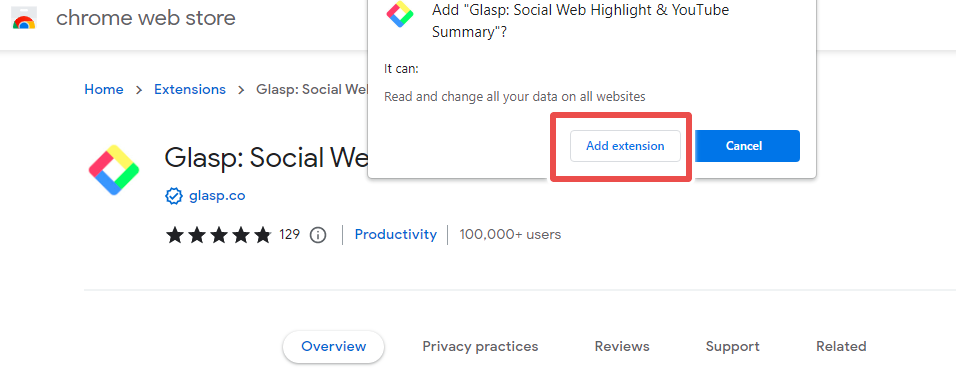 chrome web store
Add "Glasp: Social Web Highlight & YouTube
Summary"?
It can:
Read and change all your data on all websites
Add extension
Cancel
Home > Extensions > Glasp: Social We
Glasp: Social We
glasp.co
129 Productivity 100,000+ users
Overview Privacy practices Reviews Support Related